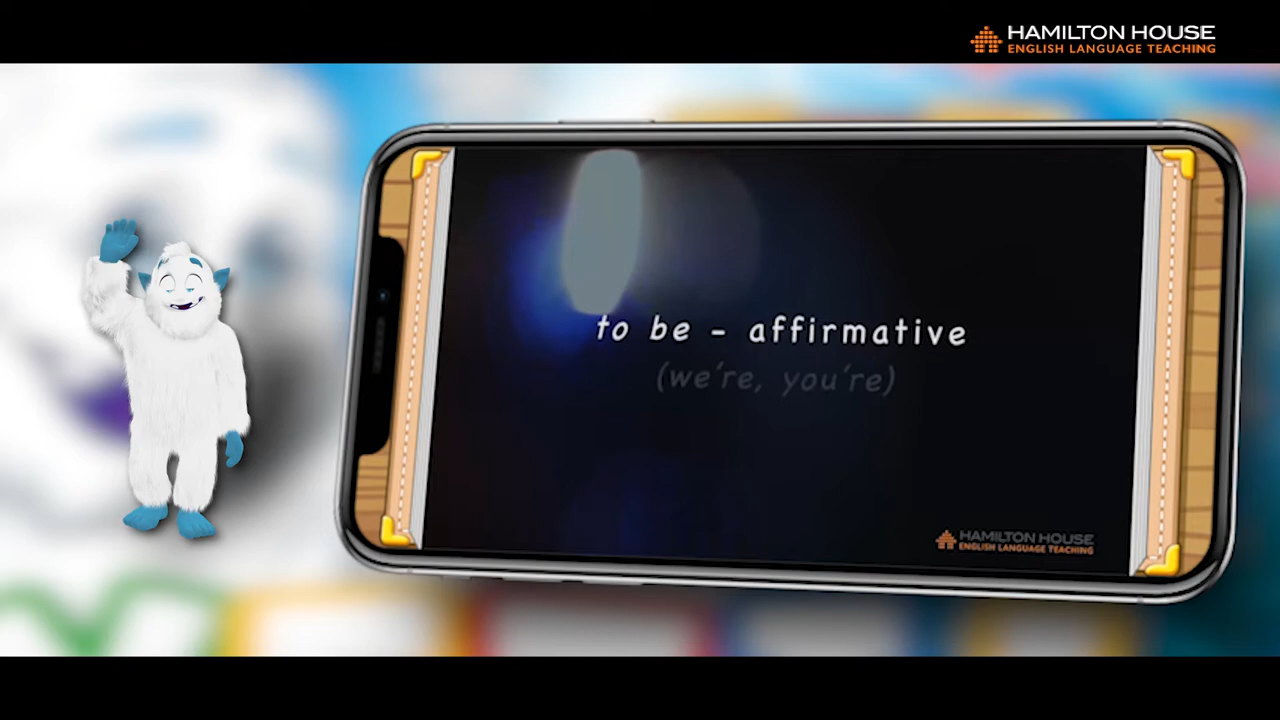 HAMILTON HOUSE
ENGLISH LANGUAGE TEACHING
to be - affirmative
(we're, you're)
HAMILTON HOUSE
ENGLISH LANGUAGE TEACHING